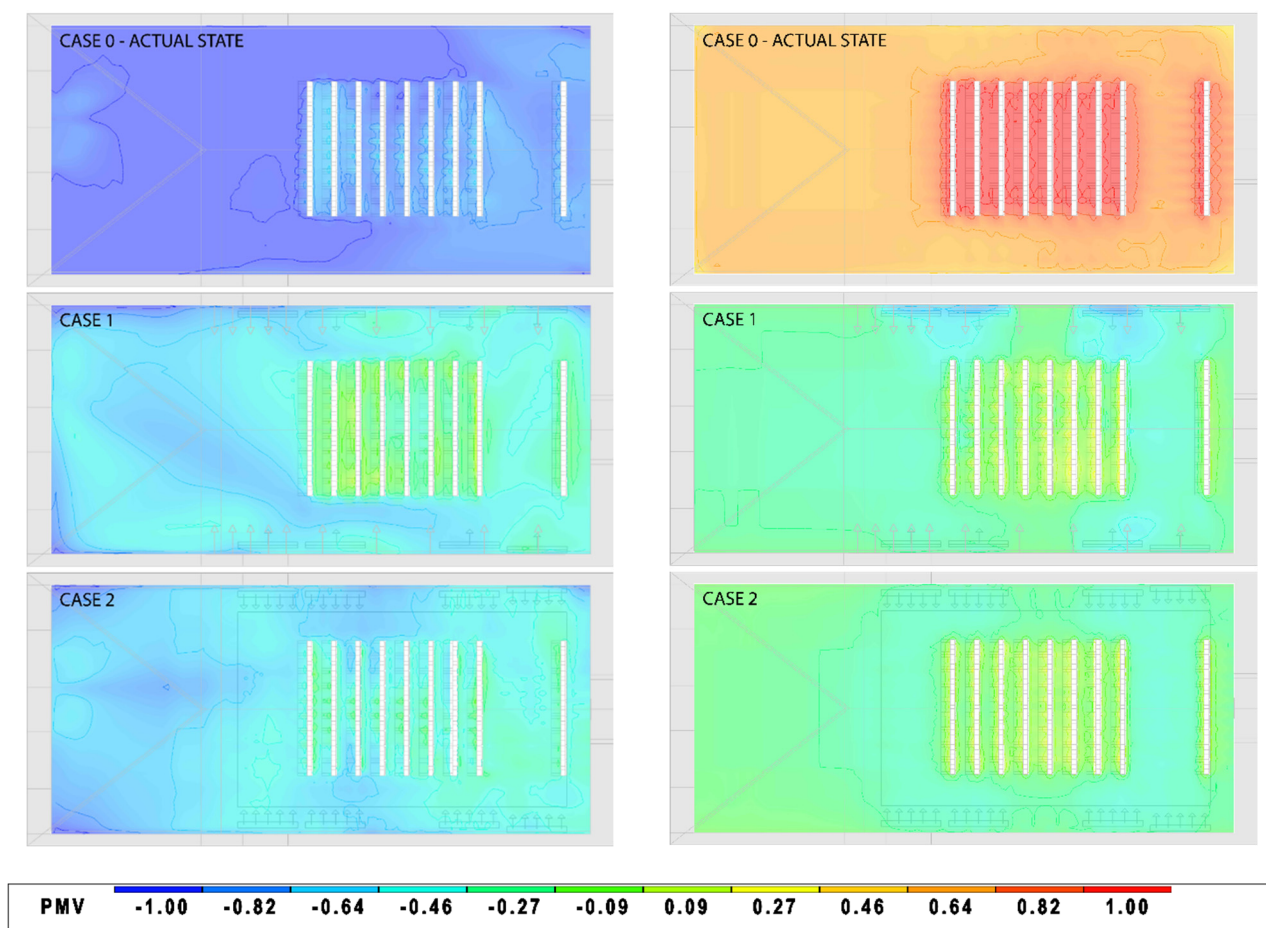 CASE 0 - ACTUAL STATE
CASE 0 - ACTUAL STATE
CASE 1
CASE 1
CASE 2
CASE 2
PMV -1.00 -0.82 -0.64 -0.46 -0.27 -0.09 0.09 0.27 0.46 0.64 0.82 1.00